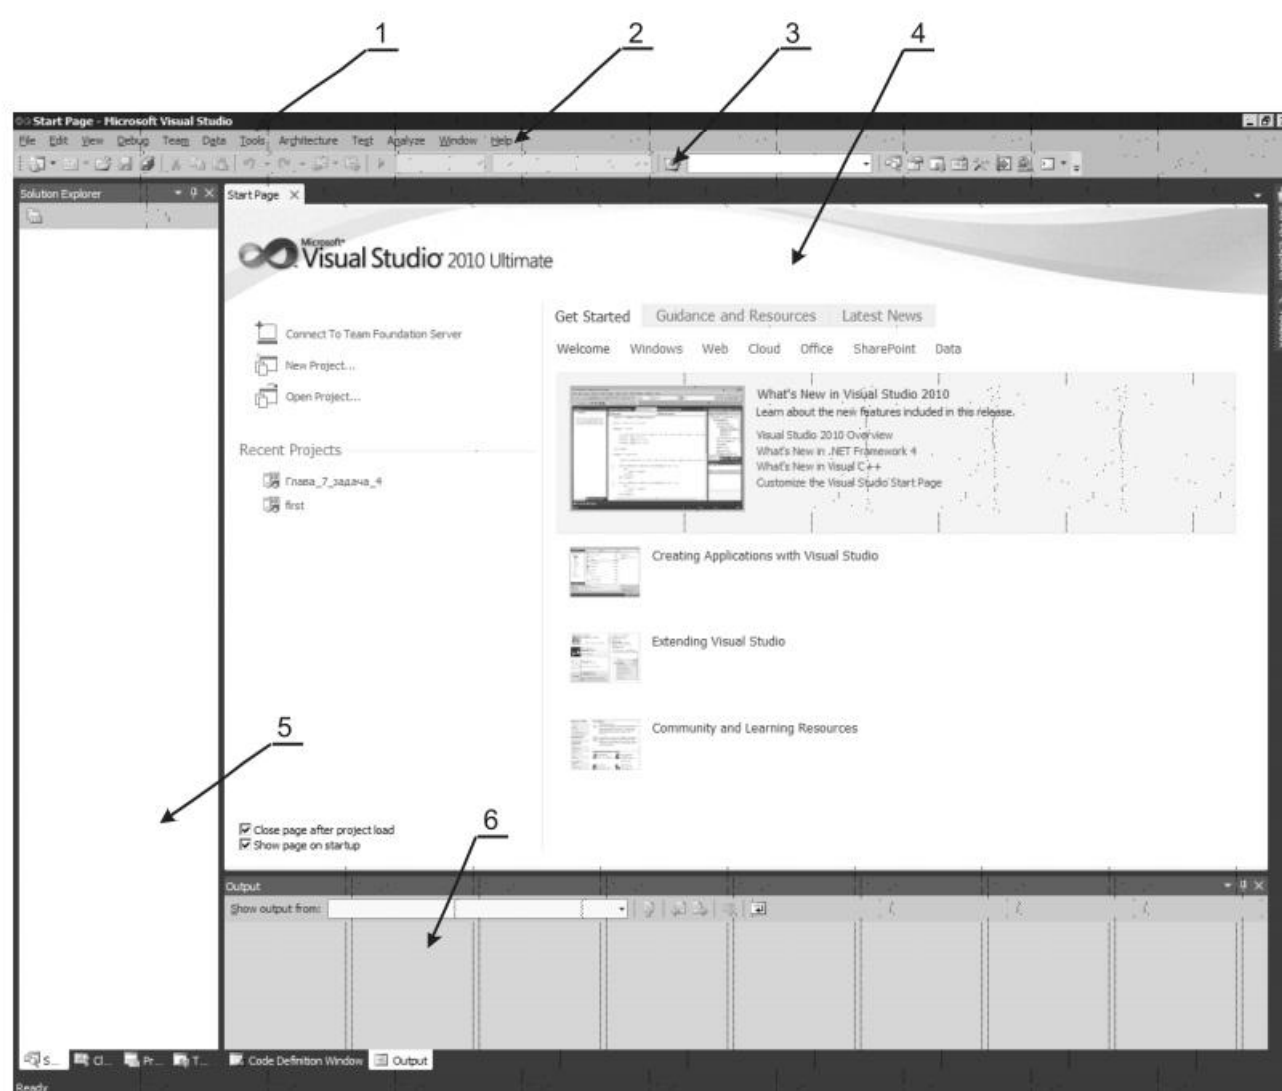 1 2 3 4
Start Page - Microsoft Visual Studio
File Edit View Debug Team Data Tools Architecture Test Analyze Window Help
Solution Explorer
Start Page
Microsoft
Visual Studio 2010 Ultimate
Connect To Team Foundation Server
New Project...
Open Project...
Recent Projects
Глава_7_задача_4
first
Get Started Guidance and Resources Latest News
Welcome Windows Web Cloud Office SharePoint Data
What's New in Visual Studio 2010
Learn about the new features included in this release.
Visual Studio 2010 Overview
What's New in .NET Framework 4
What's New in Visual C++
Customize the Visual Studio Start Page
Creating Applications with Visual Studio
Extending Visual Studio
Community and Learning Resources
5
Close page after project load
Show page on startup
6
Output
Show output from:
S... Cl... Pr... T... Code Definition Window Output
Ready